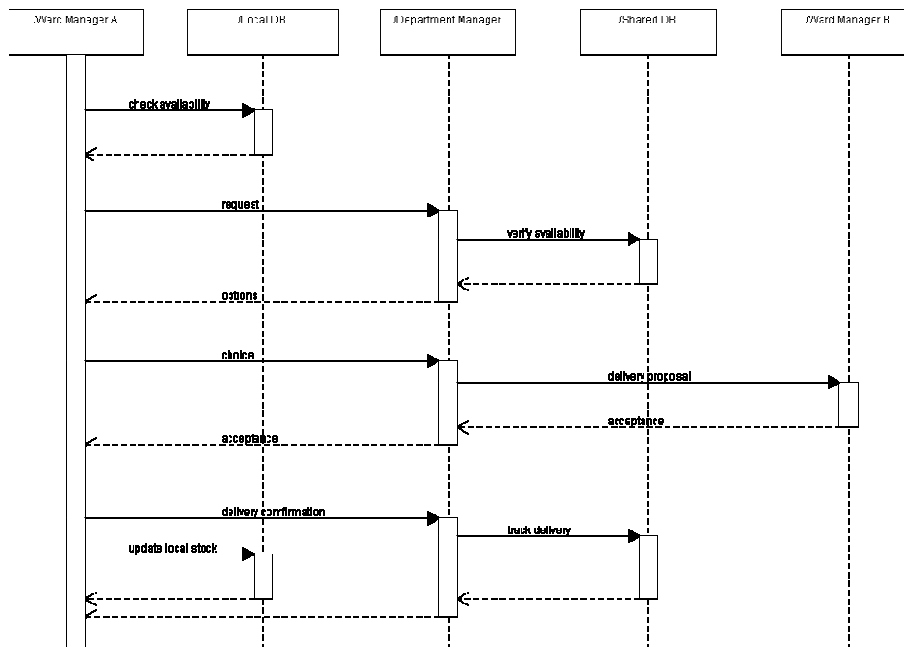 /Ward Manager A
/Local DB
/Department Manager
/Shared DB
/Ward Manager B
check availability
request
verify availability
options
choice
delivery proposal
acceptance
acceptance
delivery comfirmation
track delivery
update local stock